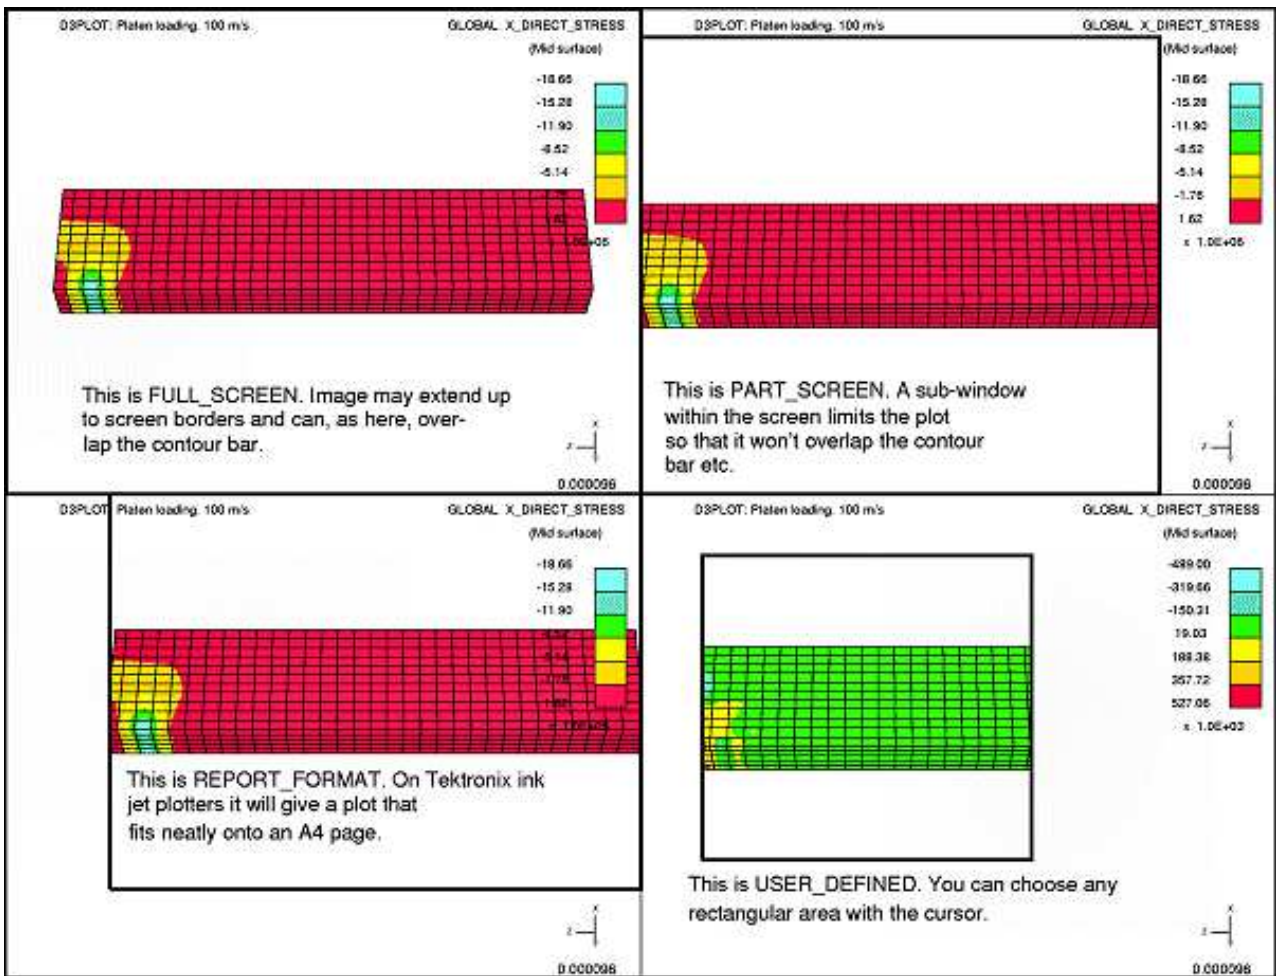 D3PLOT: Platen loading. 100 m/s
GLOBAL X_DIRECT_STRESS
(Mid surface)
-18.66
-15.28
-11.90
-8.52
-5.14
This is FULL_SCREEN. Image may extend up
to screen borders and can, as here, over-
lap the contour bar.
X
Z
0.000096
D3PLOT: Platen loading. 100 m/s
GLOBAL X_DIRECT_STRESS
(Mid surface)
-18.66
-15.28
-11.90
-8.52
-5.14
-1.76
1.62
x 1.0E+06
This is PART_SCREEN. A sub-window
within the screen limits the plot
so that it won't overlap the contour
bar etc.
X
Z
0.000096
D3PLOT: Platen loading. 100 m/s
GLOBAL X_DIRECT_STRESS
(Mid surface)
-18.66
-15.28
-11.90
This is REPORT_FORMAT. On Tektronix ink
jet plotters it will give a plot that
fits neatly onto an A4 page.
X
Z
0.000096
D3PLOT: Platen loading. 100 m/s
GLOBAL X_DIRECT_STRESS
(Mid surface)
-489.00
-319.66
-150.31
19.03
188.38
357.72
527.06
x 1.0E+03
This is USER_DEFINED. You can choose any
rectangular area with the cursor.
X
Z
0.000096